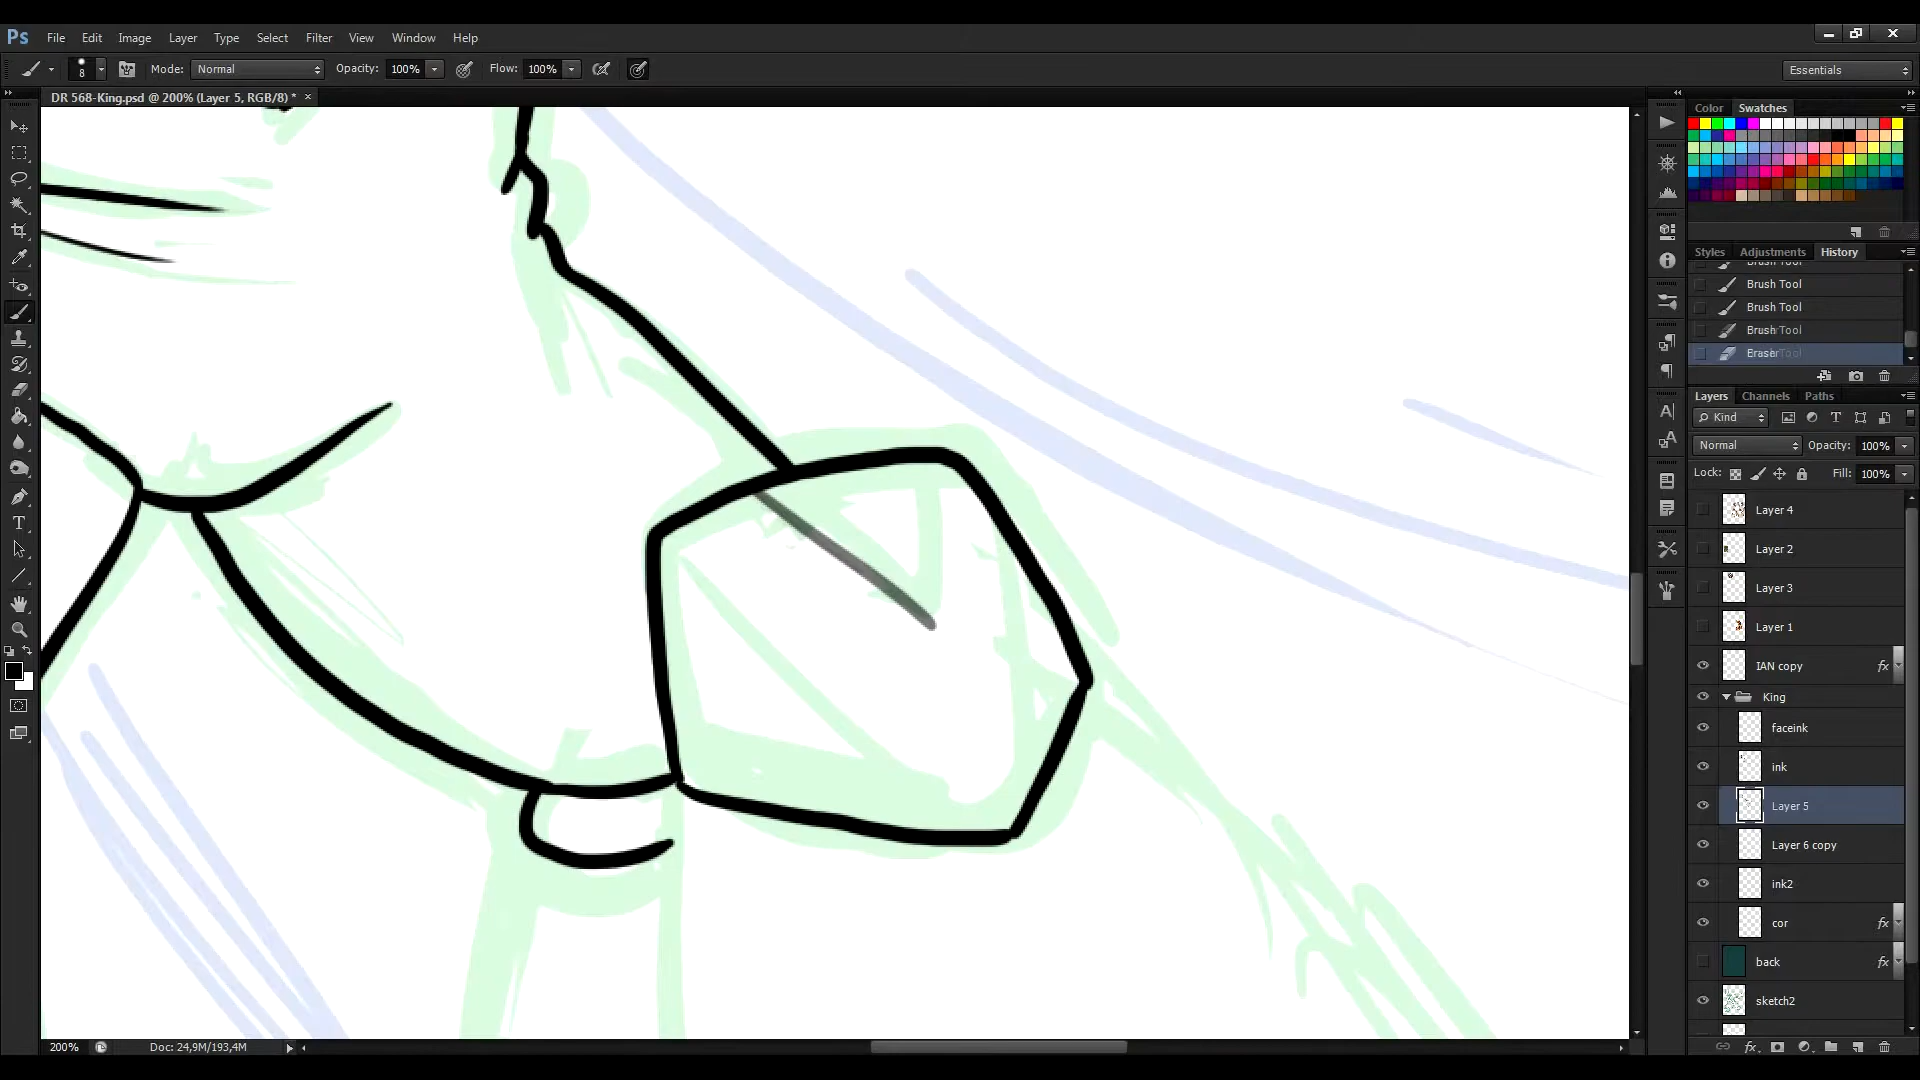 Ps File Edit Image Layer Type Select Filter View Window Help
8 Mode: Normal Opacity: 100% Flow: 100% Essentials
DR 568-King.psd @ 200% (Layer 5, RGB/8) * ×
Color Swatches
Styles Adjustments History
Brush Tool
Brush Tool
Brush Tool
Eraser Tool
Layers Channels Paths
Kind
Normal Opacity: 100%
Lock: Fill: 100%
Layer 4
Layer 2
Layer 3
Layer 1
IAN copy fx
King
faceink
ink
Layer 5
Layer 6 copy
ink2
cor fx
back fx
sketch2
200% Doc: 24,9M/193,4M